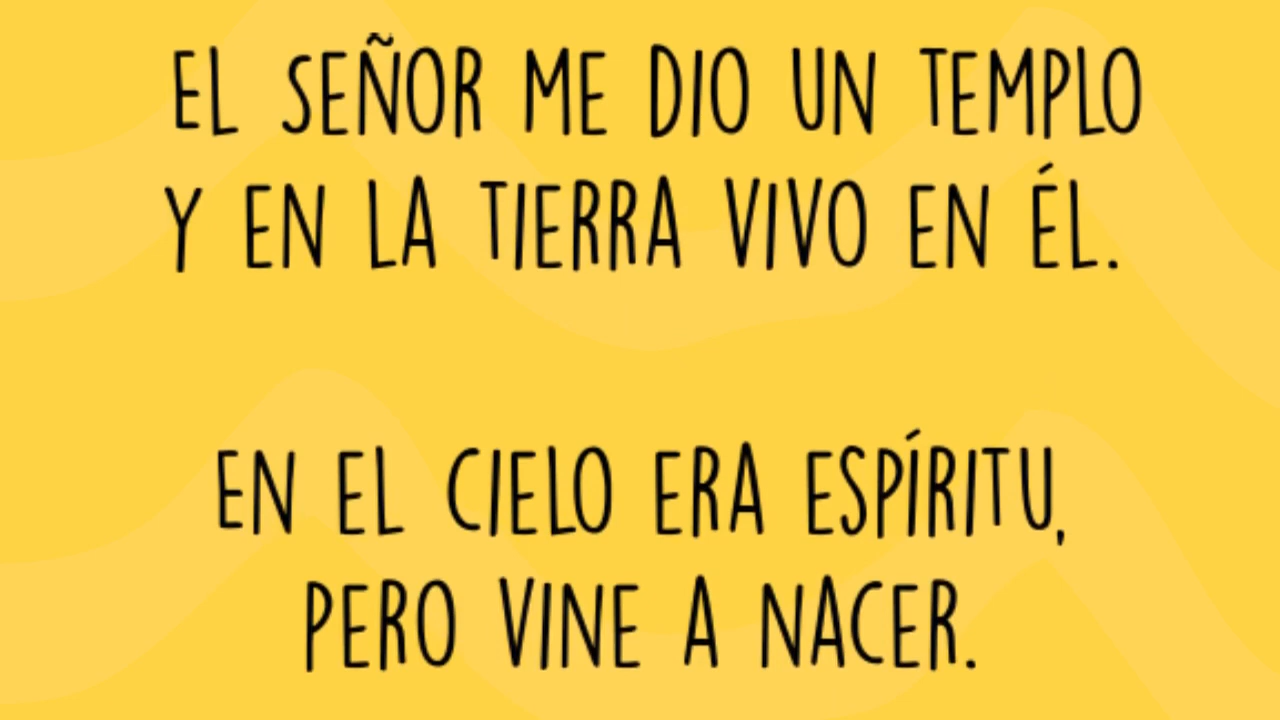 EL SEÑOR ME DIO UN TEMPLO
Y EN LA TIERRA VIVO EN ÉL.
EN EL CIELO ERA ESPÍRITU,
PERO VINE A NACER.